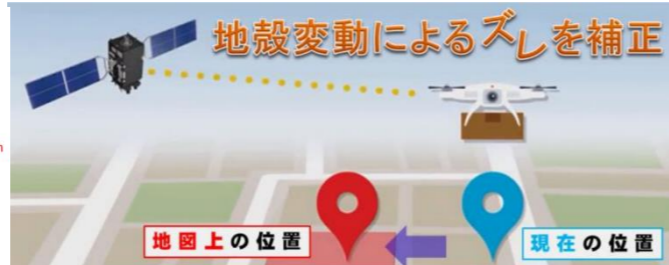 地殻変動によるズレを補正
地図上の位置
現在の位置